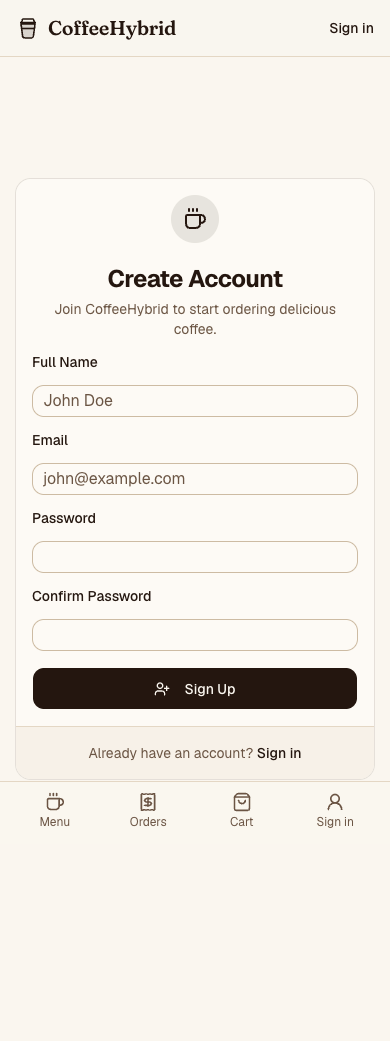 CoffeeHybrid
Sign in
Create Account
Join CoffeeHybrid to start ordering delicious
coffee.
Full Name
John Doe
Email
john@example.com
Password
Confirm Password
Sign Up
Already have an account? Sign in
Menu
Orders
Cart
Sign in